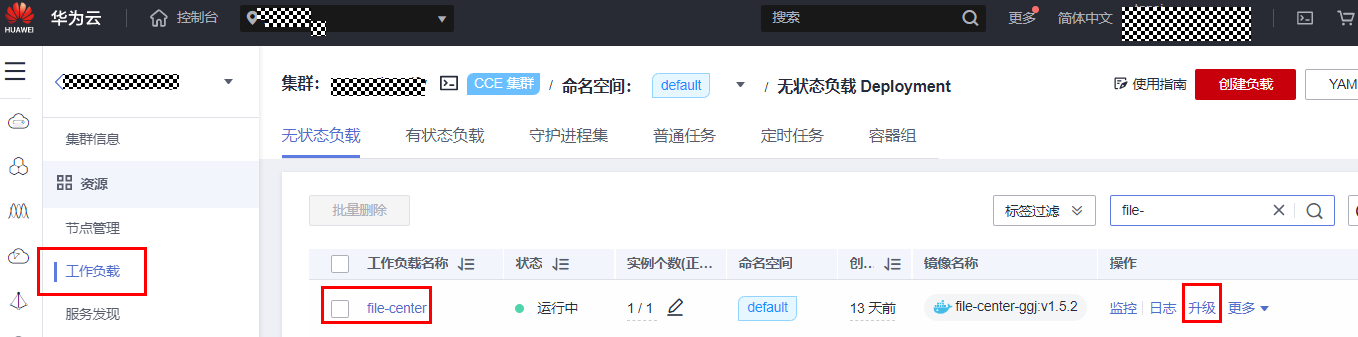 HUAWEI 华为云 控制台 搜索 更多 简体中文
集群： CCE 集群 / 命名空间： default / 无状态负载 Deployment 使用指南 创建负载 YAM
无状态负载 有状态负载 守护进程集 普通任务 定时任务 容器组
集群信息
资源
节点管理
工作负载
服务发现
批量删除 标签过滤 file-
工作负载名称 状态 实例个数(正... 命名空间 创... 镜像名称 操作
file-center 运行中 1 / 1 default 13 天前 file-center-ggj:v1.5.2 监控 日志 升级 更多